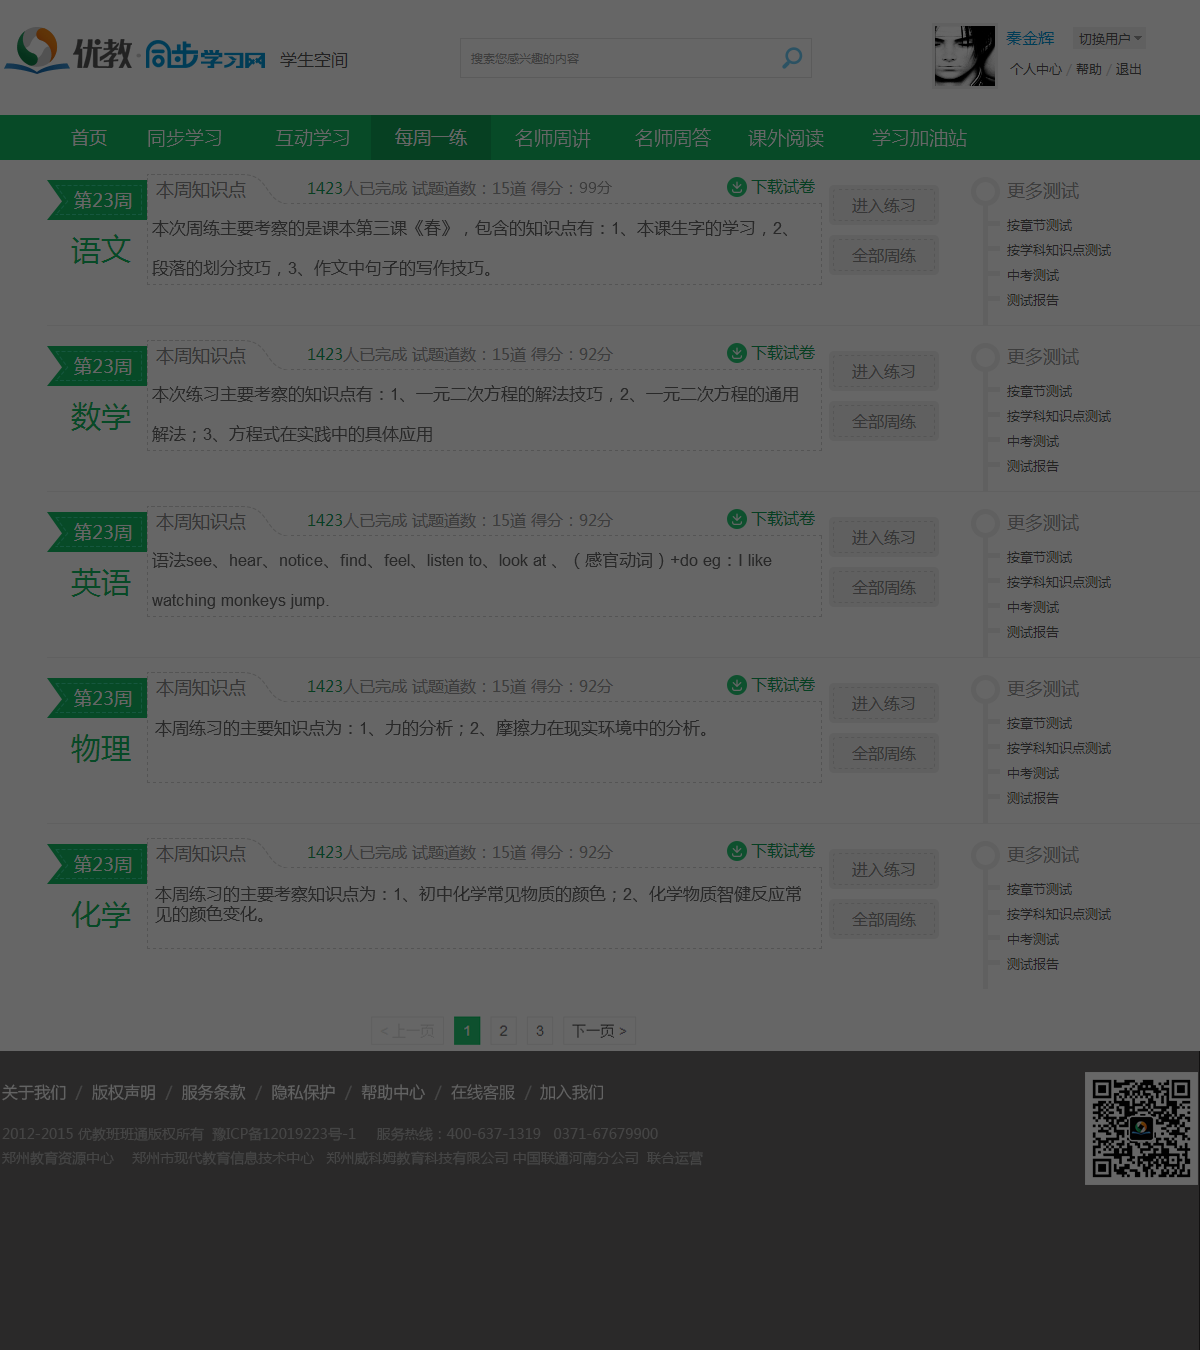 优教·同步学习网 学生空间
搜索您感兴趣的内容
秦金辉 切换用户
个人中心 / 帮助 / 退出
首页 同步学习 互动学习 每周一练 名师周讲 名师周答 课外阅读 学习加油站
第23周
语文
本周知识点 1423人已完成 试题道数：15道 得分：99分 下载试卷
本次周练主要考察的是课本第三课《春》，包含的知识点有：1、本课生字的学习，2、
段落的划分技巧，3、作文中句子的写作技巧。
进入练习
全部周练
更多测试
按章节测试
按学科知识点测试
中考测试
测试报告
第23周
数学
本周知识点 1423人已完成 试题道数：15道 得分：92分 下载试卷
本次练习主要考察的知识点有：1、一元二次方程的解法技巧，2、一元二次方程的通用
解法；3、方程式在实践中的具体应用
进入练习
全部周练
更多测试
按章节测试
按学科知识点测试
中考测试
测试报告
第23周
英语
本周知识点 1423人已完成 试题道数：15道 得分：92分 下载试卷
语法see、hear、notice、find、feel、listen to、look at 、（ 感官动词 ）+do eg：I like
watching monkeys jump.
进入练习
全部周练
更多测试
按章节测试
按学科知识点测试
中考测试
测试报告
第23周
物理
本周知识点 1423人已完成 试题道数：15道 得分：92分 下载试卷
本周练习的主要知识点为：1、力的分析；2、摩擦力在现实环境中的分析。
进入练习
全部周练
更多测试
按章节测试
按学科知识点测试
中考测试
测试报告
第23周
化学
本周知识点 1423人已完成 试题道数：15道 得分：92分 下载试卷
本周练习的主要考察知识点为：1、初中化学常见物质的颜色；2、化学物质智健反应常
见的颜色变化。
进入练习
全部周练
更多测试
按章节测试
按学科知识点测试
中考测试
测试报告
< 上一页 1 2 3 下一页 >
关于我们 / 版权声明 / 服务条款 / 隐私保护 / 帮助中心 / 在线客服 / 加入我们
2012-2015 优教班班通版权所有 豫ICP备12019223号-1 服务热线：400-637-1319 0371-67679900
郑州教育资源中心 郑州市现代教育信息技术中心 郑州威科姆教育科技有限公司 中国联通河南分公司 联合运营